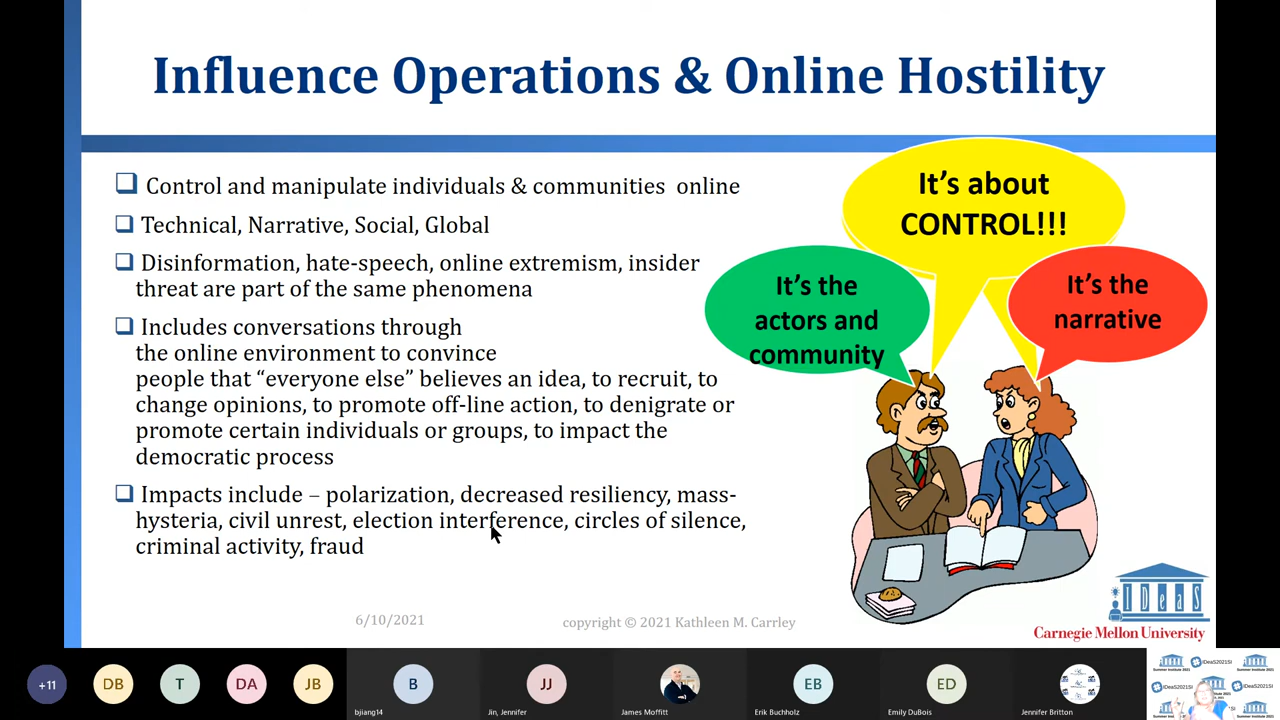 Influence Operations & Online Hostility
Control and manipulate individuals & communities online
Technical, Narrative, Social, Global
Disinformation, hate-speech, online extremism, insider
threat are part of the same phenomena
Includes conversations through
the online environment to convince
people that “everyone else” believes an idea, to recruit, to
change opinions, to promote off-line action, to denigrate or
promote certain individuals or groups, to impact the
democratic process
Impacts include – polarization, decreased resiliency, mass-
hysteria, civil unrest, election interference, circles of silence,
criminal activity, fraud
It’s about
CONTROL!!!
It’s the
actors and
community
It’s the
narrative
6/10/2021
copyright © 2021 Kathleen M. Carrley
IDeaS
Carnegie Mellon University
+11
DB
T
DA
JB
B
bjiang14
JJ
Jin, Jennifer
James Moffitt
EB
Erik Buchholz
ED
Emily DuBois
Jennifer Britton
Summer Institute 2021
IDeaS2021SI